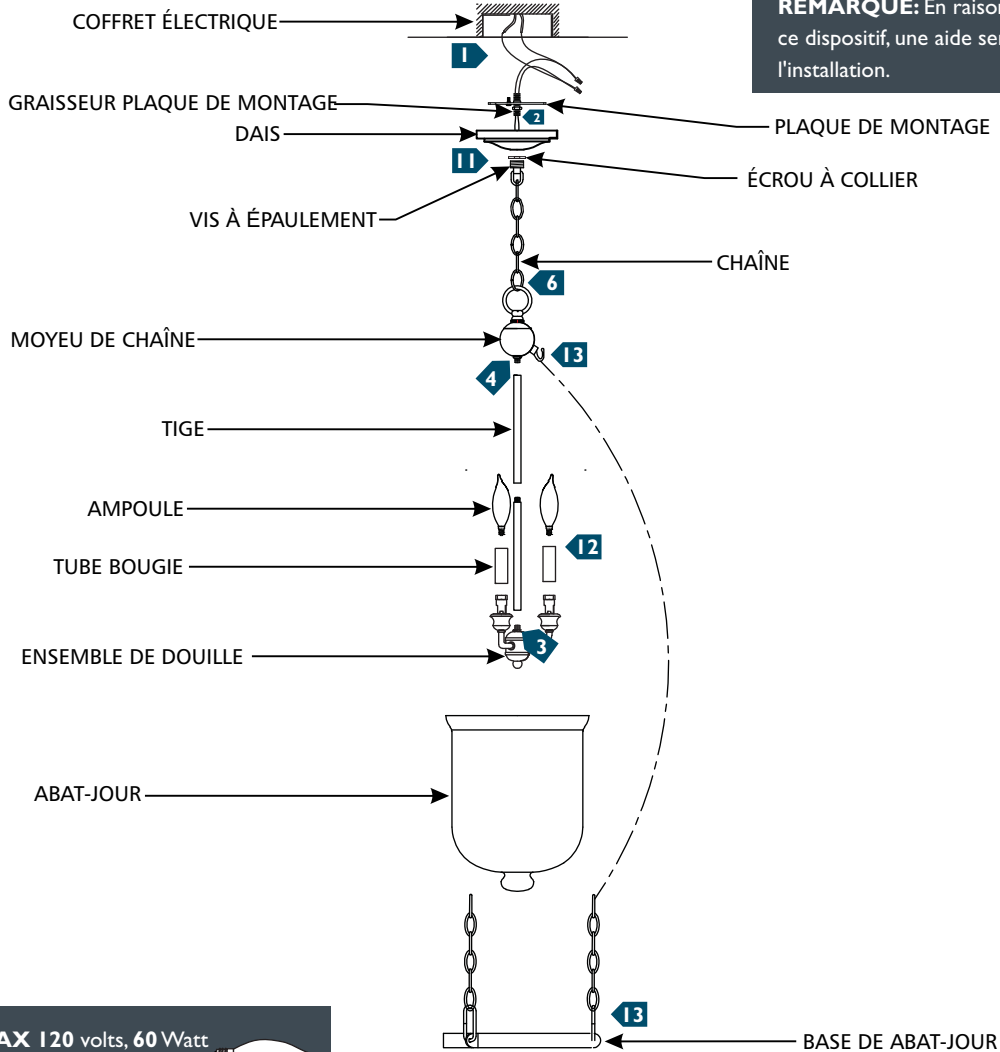 COFFRET ÉLECTRIQUE
REMARQUE: En raison
ce dispositif, une aide
l'installation.
1
GRAISSEUR PLAQUE DE MONTAGE
2
PLAQUE DE MONTAGE
DAIS
11
ÉCROU À COLLIER
VIS À ÉPAULEMENT
CHAÎNE
6
MOYEU DE CHAÎNE
13
4
TIGE
AMPOULE
12
TUBE BOUGIE
3
ENSEMBLE DE DOUILLE
ABAT-JOUR
13
120 volts, 60 Watt
BASE DE ABAT-JOUR